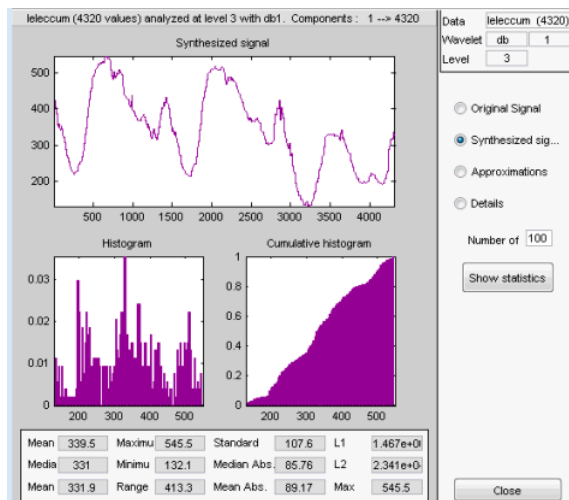 leleccum (4320 values) analyzed at level 3 with db1. Components : 1 --> 4320
Data leleccum (4320)
Wavelet db 1
Level 3
Synthesized signal
500
400
300
200
500 1000 1500 2000 2500 3000 3500 4000
Original Signal
Synthesized sig...
Approximations
Details
Number of 100
Show statistics
Histogram
0.03
0.02
0.01
0
200 300 400 500
Cumulative histogram
1
0.8
0.6
0.4
0.2
0
200 300 400 500
Mean 339.5 Maximu 545.5 Standard 107.6 L1 1.467e+0
Media 331 Minimu 132.1 Median Abs. 85.76 L2 2.341e+0
Mean 331.9 Range 413.3 Mean Abs. 89.17 Max 545.5
Close